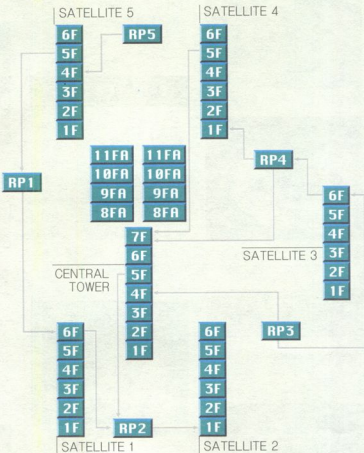 SATELLITE 5
6F
5F
4F
3F
2F
1F
RP5
SATELLITE 4
6F
5F
4F
3F
2F
1F
RP4
RP1
11FA 11FA
10FA 10FA
9FA 9FA
8FA 8FA
7F
6F
5F
4F
3F
2F
1F
CENTRAL
TOWER
6F
5F
4F
3F
2F
1F
SATELLITE 3
RP3
6F
5F
4F
3F
2F
1F
SATELLITE 1
RP2
6F
5F
4F
3F
2F
1F
SATELLITE 2